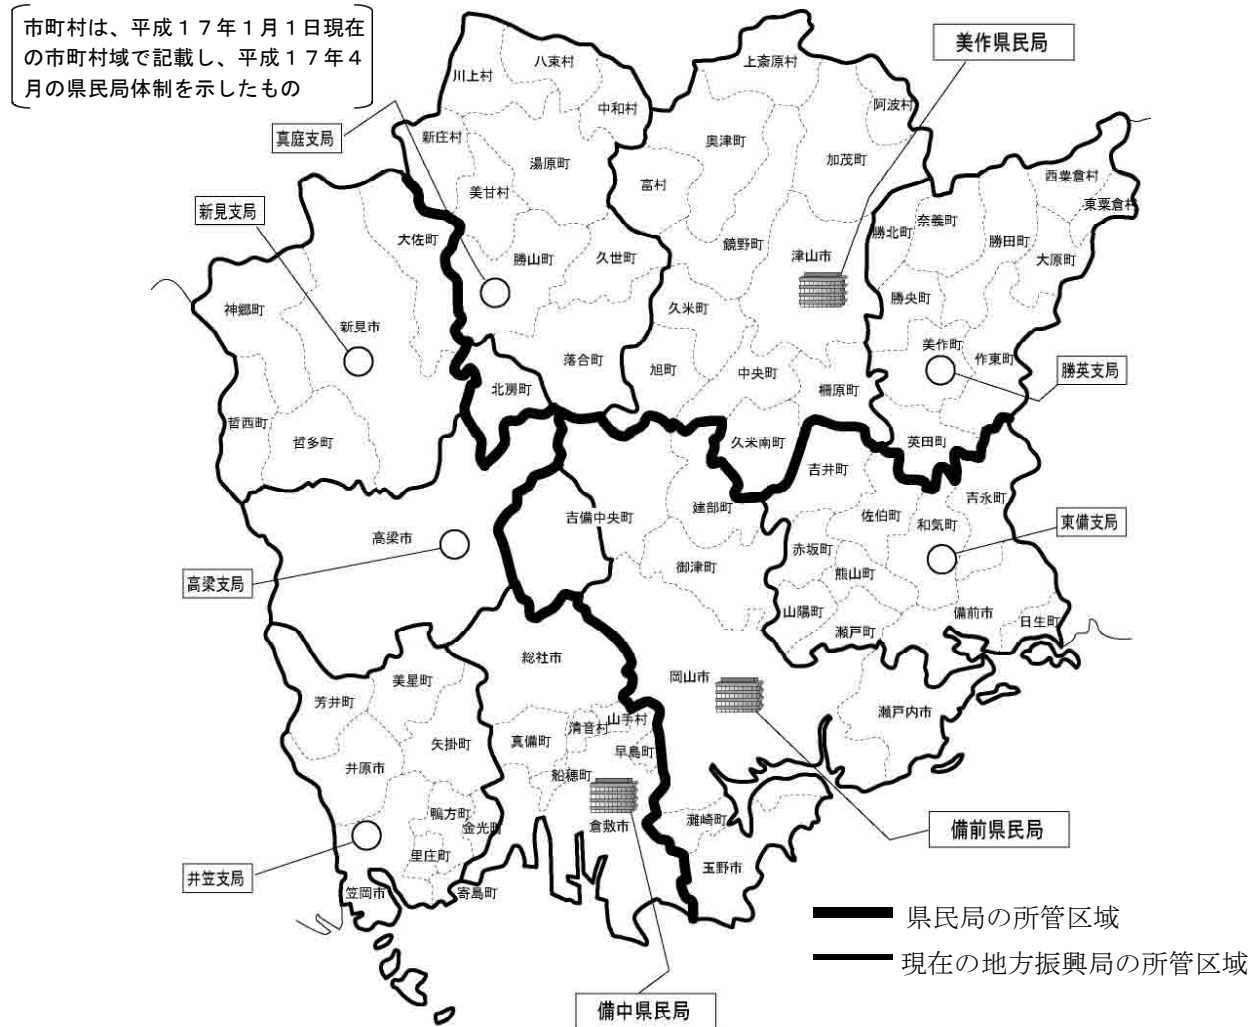 市町村は、平成１７年１月１日現在
の市町村域で記載し、平成１７年４
月の県民局体制を示したもの
美作県民局
上斎原村
八束村
川上村
中和村
阿波村
真庭支局
新庄村
奥津町
湯原町
加茂町
富村
美甘村
西粟倉村
東粟倉村
新見支局
奈義町
勝北町
大佐町
鏡野町
勝田町
津山市
勝山町
久世町
大原町
勝央町
神郷町
久米町
新見市
美作町
作東町
落合町
旭町
中央町
勝英支局
北房町
柵原町
哲西町
哲多町
久米南町
英田町
吉井町
吉永町
建部町
佐伯町
吉備中央町
和気町
東備支局
高梁市
赤坂町
御津町
熊山町
高梁支局
山陽町
備前市
日生町
瀬戸町
総社市
岡山市
美星町
芳井町
瀬戸内市
山手村
清音村
真備町
矢掛町
早島町
井原市
船穂町
鴨方町
金光町
倉敷市
灘崎町
備前県民局
里庄町
玉野市
井笠支局
笠岡市
寄島町
県民局の所管区域
現在の地方振興局の所管区域
備中県民局